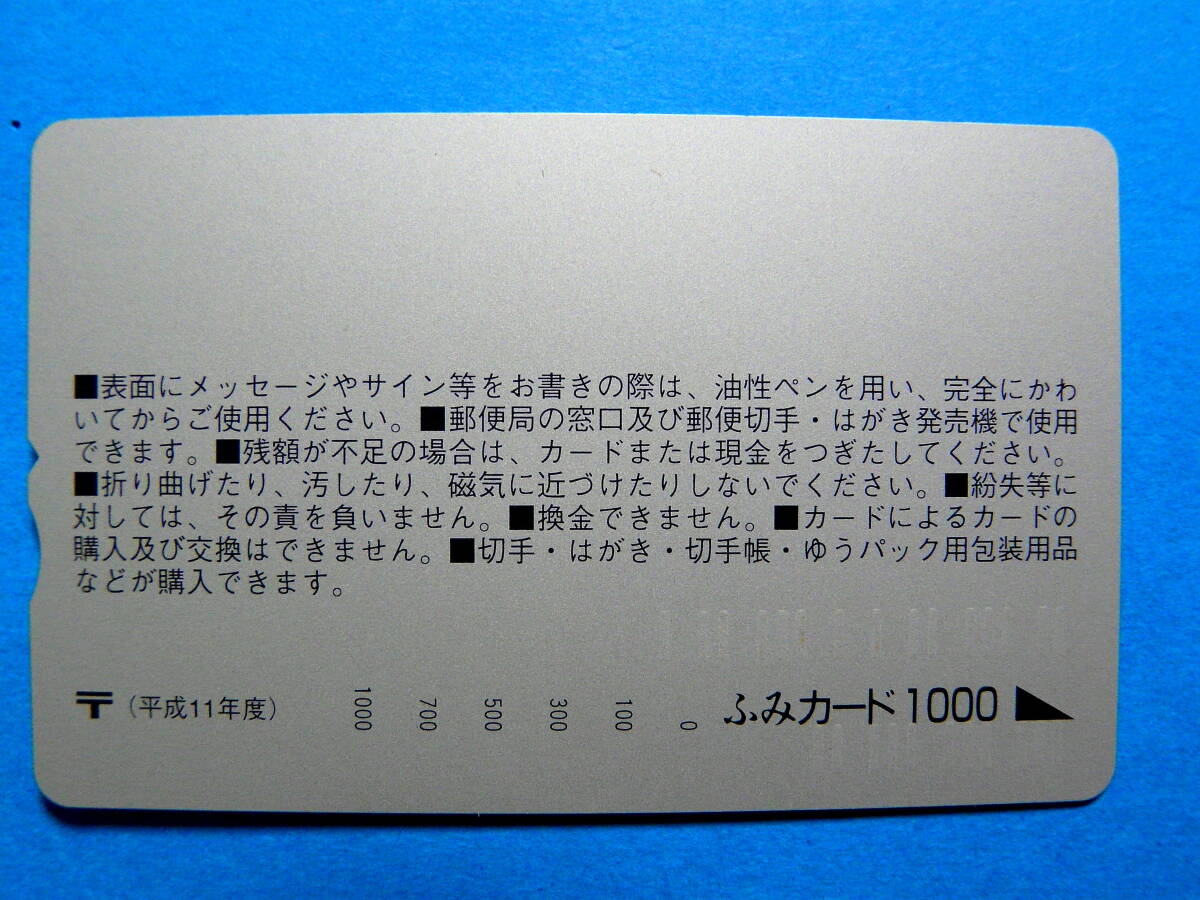 ■表面にメッセージやサイン等をお書きの際は、油性ペンを用い、完全にかわ
いてからご使用ください。■郵便局の窓口及び郵便切手・はがき発売機で使用
できます。■残額が不足の場合は、カードまたは現金をつぎたしてください。
■折り曲げたり、汚したり、磁気に近づけたりしないでください。■紛失等に
対しては、その責を負いません。■換金できません。■カードによるカードの
購入及び交換はできません。■切手・はがき・切手帳・ゆうパック用包装用品
などが購入できます。
〒（平成11年度） 1000 700 500 300 100 0 ふみカード1000